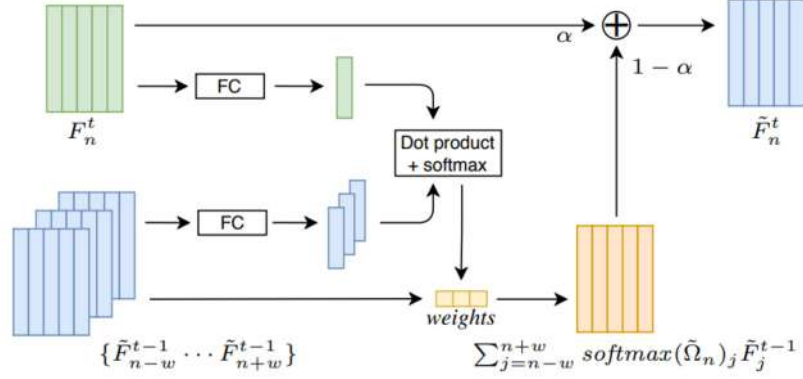 α
1 − α
FC
F_n^t
F̃_n^t
Dot product
+ softmax
FC
weights
{F̃_{n-w}^{t-1} ⋯ F̃_{n+w}^{t-1}}
∑_{j=n-w}^{n+w} softmax(Ω̃_n)_j F̃_j^{t-1}